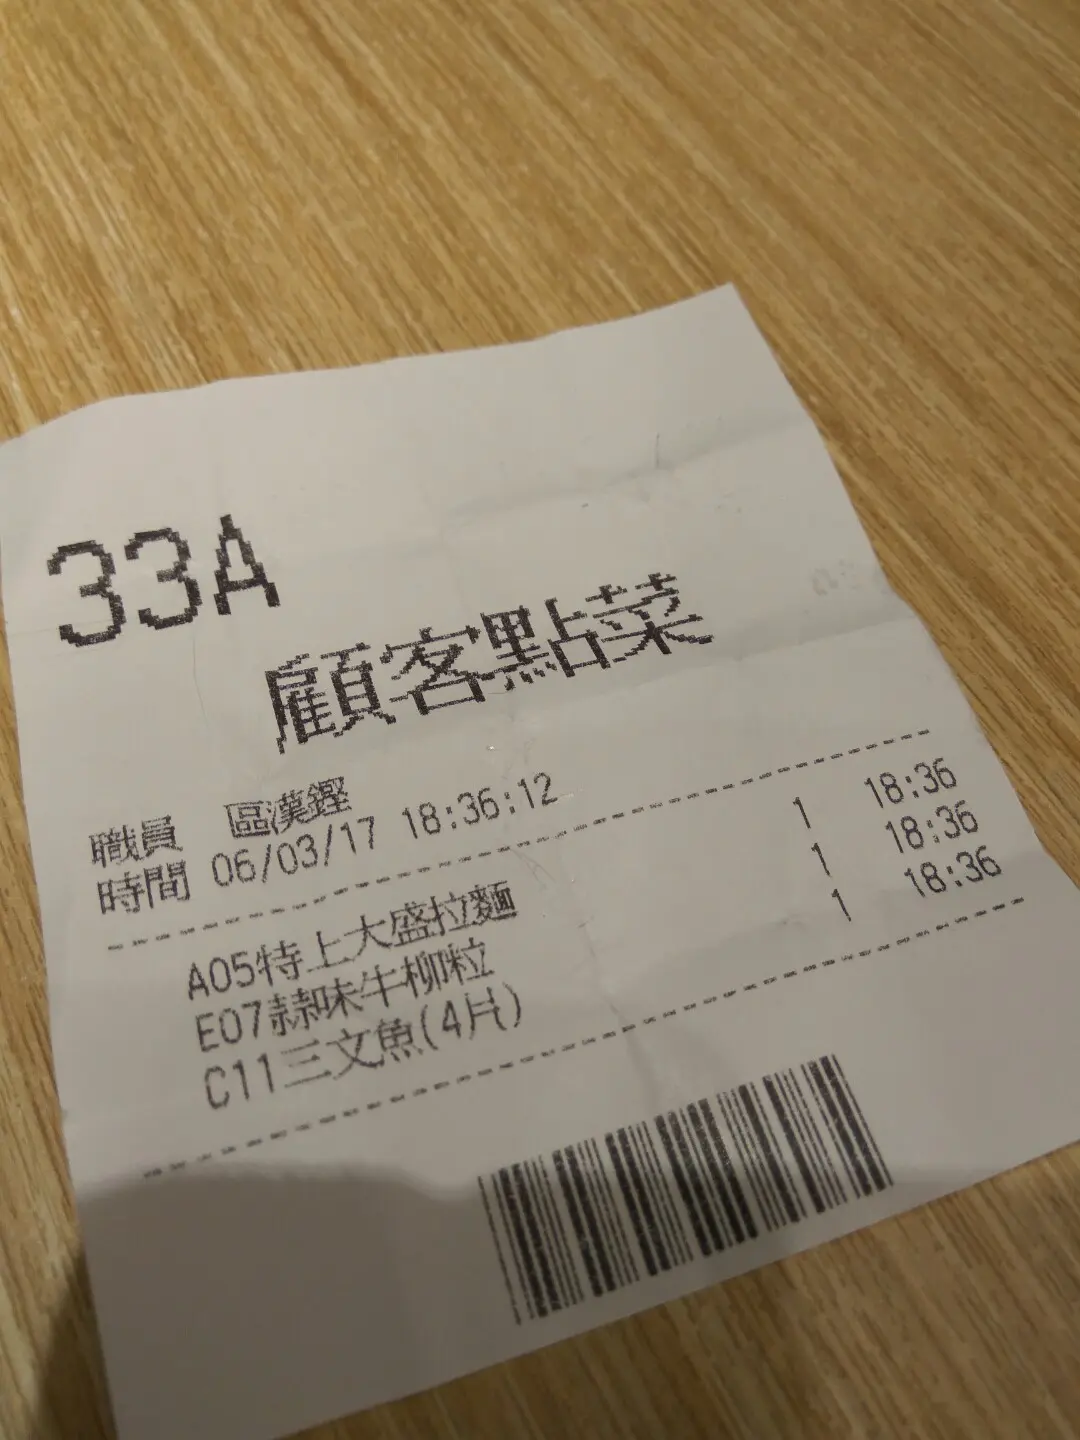 33A
顧客點菜
職員 區漢鏗
時間 06/03/17 18:36:12
A05特上大盛拉麵 1 18:36
E07蒜味牛柳粒 1 18:36
C11三文魚(4片) 1 18:36